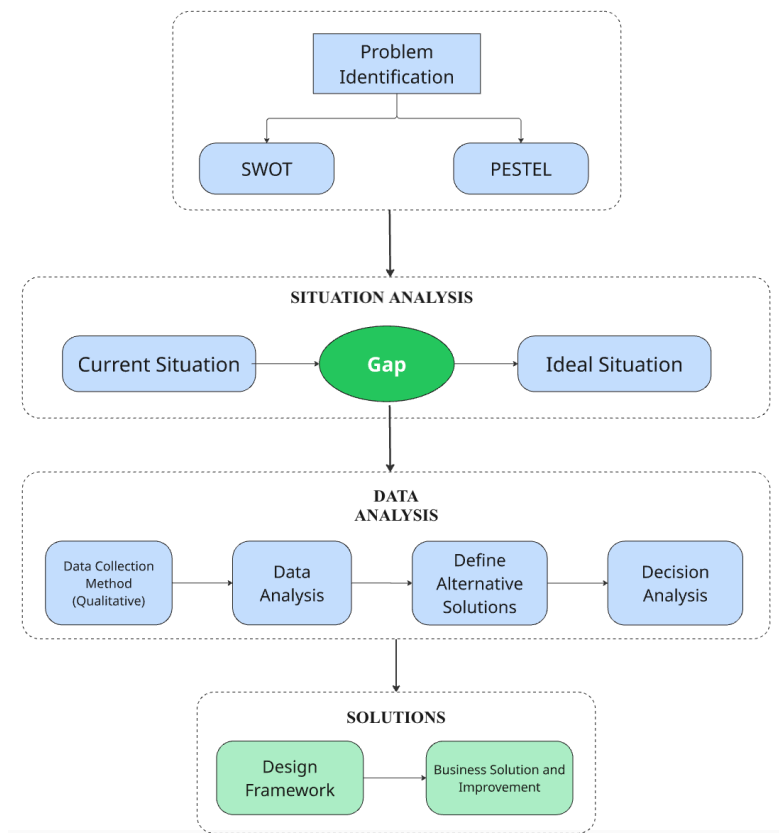 Problem
Identification
SWOT
PESTEL
SITUATION ANALYSIS
Current Situation
Gap
Ideal Situation
DATA
ANALYSIS
Data Collection
Method
(Qualitative)
Data
Analysis
Define
Alternative
Solutions
Decision
Analysis
SOLUTIONS
Design
Framework
Business Solution and
Improvement